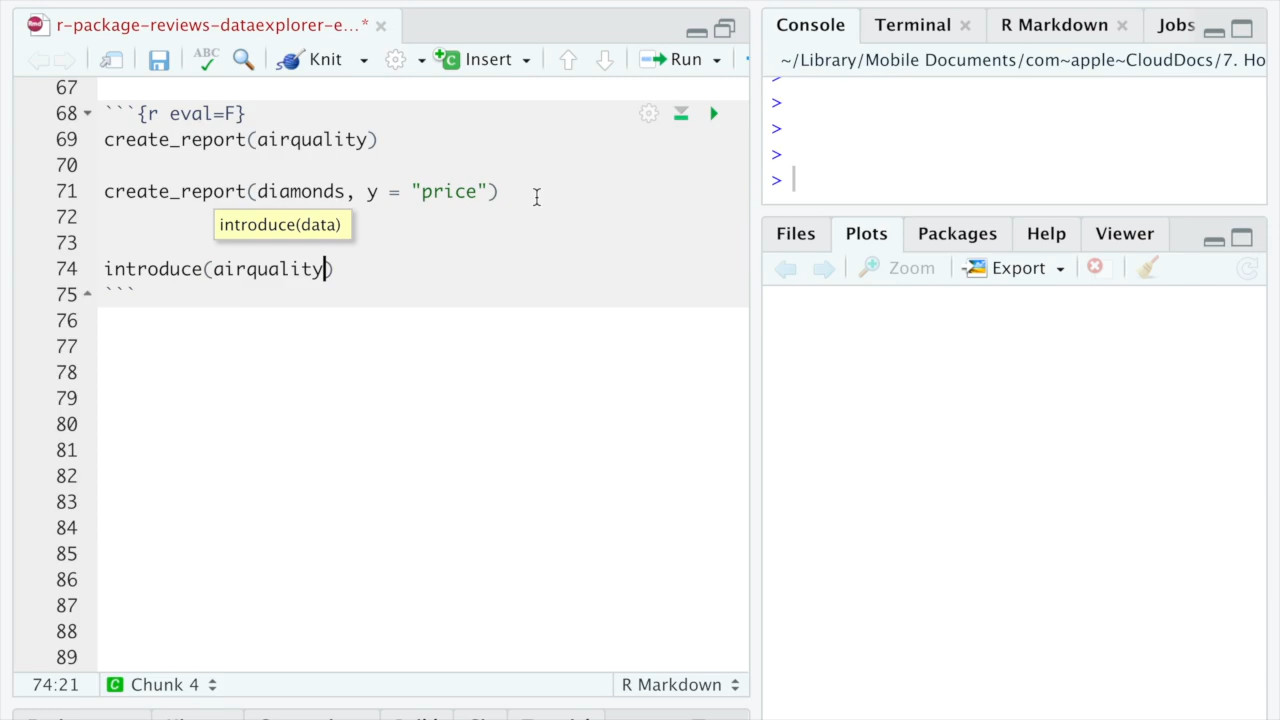 r-package-reviews-dataexplorer-e...*
ABC
Knit
Insert
Run
67
68 ```{r eval=F}
69 create_report(airquality)
70
71 create_report(diamonds, y = "price")
72
introduce(data)
73
74 introduce(airquality)
75 ```
76
77
78
79
80
81
82
83
84
85
86
87
88
89
74:21 C Chunk 4 R Markdown
Console Terminal R Markdown Jobs
~/Library/Mobile Documents/com~apple~CloudDocs/7. Ho
>
>
>
>
>
Files Plots Packages Help Viewer
Zoom Export